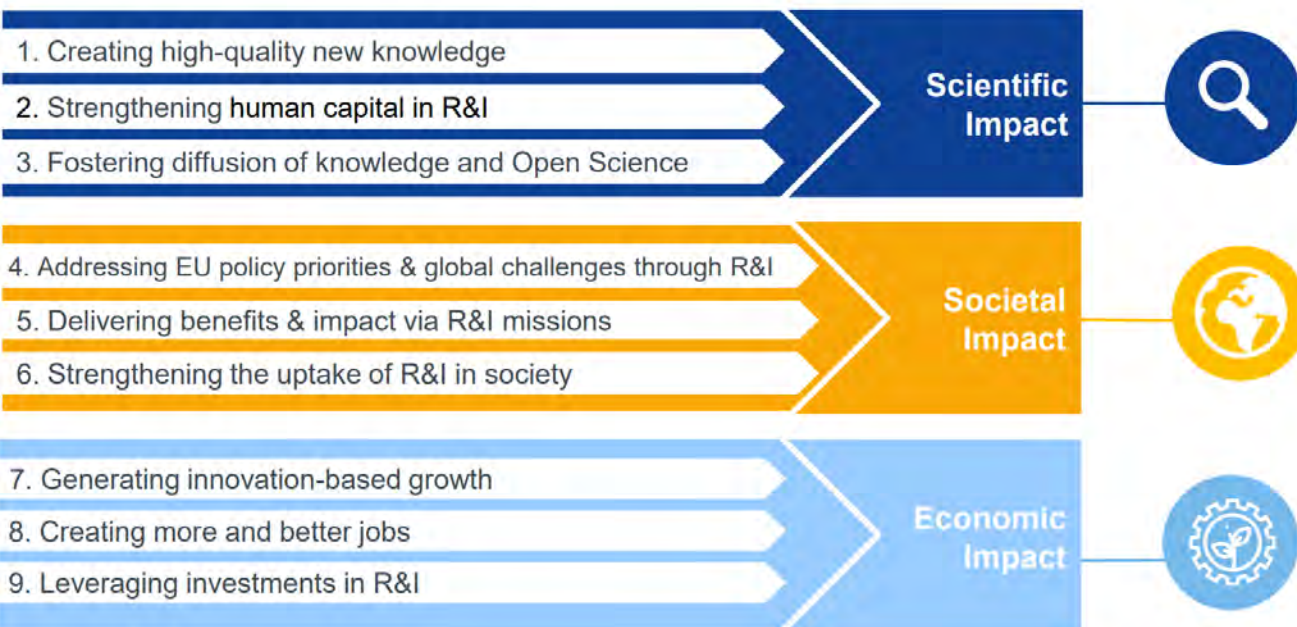 1. Creating high-quality new knowledge
2. Strengthening human capital in R&I
3. Fostering diffusion of knowledge and Open Science
Scientific
Impact
4. Addressing EU policy priorities & global challenges through R&I
5. Delivering benefits & impact via R&I missions
6. Strengthening the uptake of R&I in society
Societal
Impact
7. Generating innovation-based growth
8. Creating more and better jobs
9. Leveraging investments in R&I
Economic
Impact